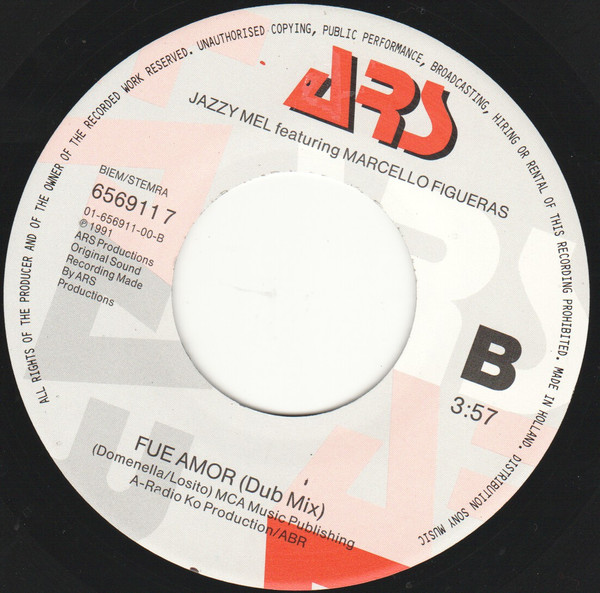 ALL RIGHTS OF THE PRODUCER AND OF THE OWNER OF THE RECORDED WORK RESERVED. UNAUTHORISED COPYING, PUBLIC PERFORMANCE, BROADCASTING, HIRING OR RENTAL OF THIS RECORDING PROHIBITED. MADE IN HOLLAND. DISTRIBUTION SONY MUSIC
ARS
JAZZY MEL featuring MARCELLO FIGUERAS
BIEM/STEMRA
656911 7
01-656911-00-B
℗ 1991
ARS Productions
Original Sound
Recording Made
By ARS
Productions
B
3:57
FUE AMOR (Dub Mix)
(Domenella/Losito) MCA Music Publishing
A-Radio Ko Production/ABR